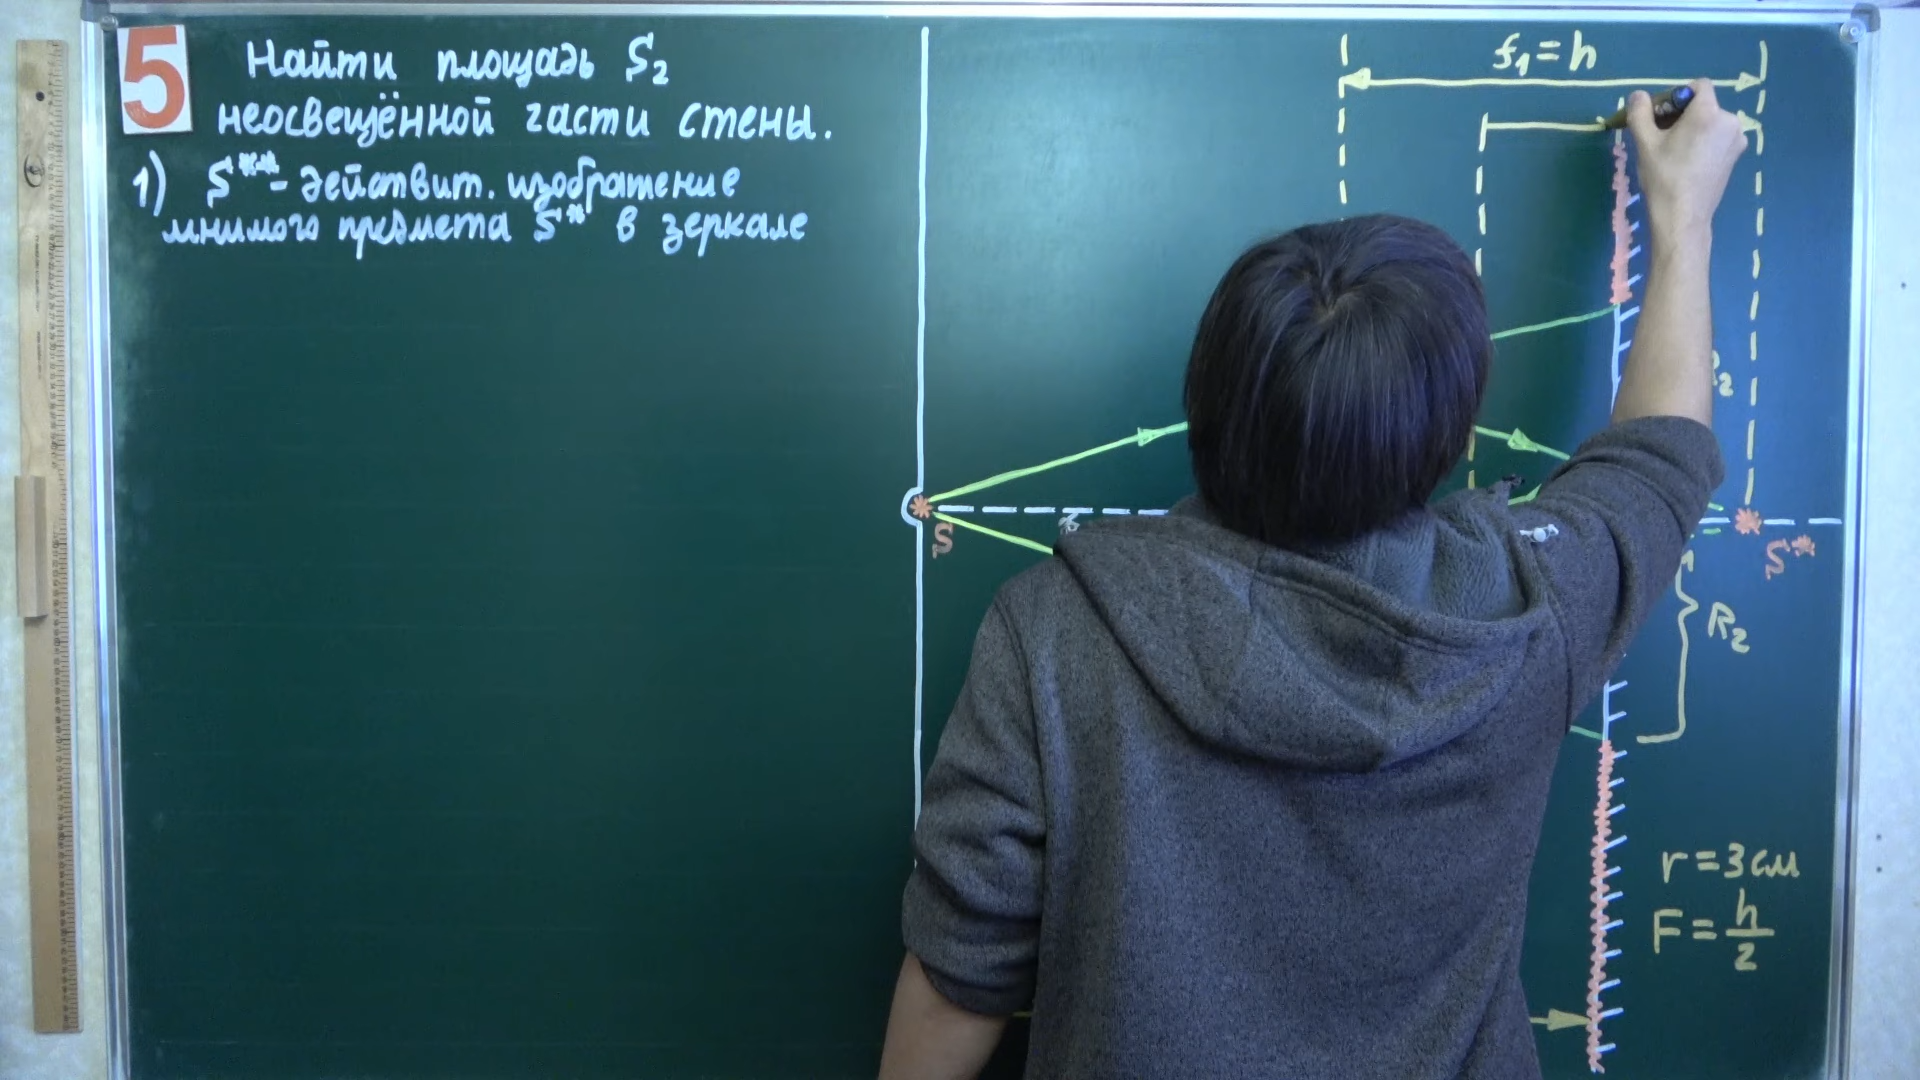 5
Найти площадь S₂
неосвещённой части стены.
1) S** - действит. изображение
мнимого предмета S* в зеркале
f₁ = h
S
S*
R₂
r = 3 см
F = h/2